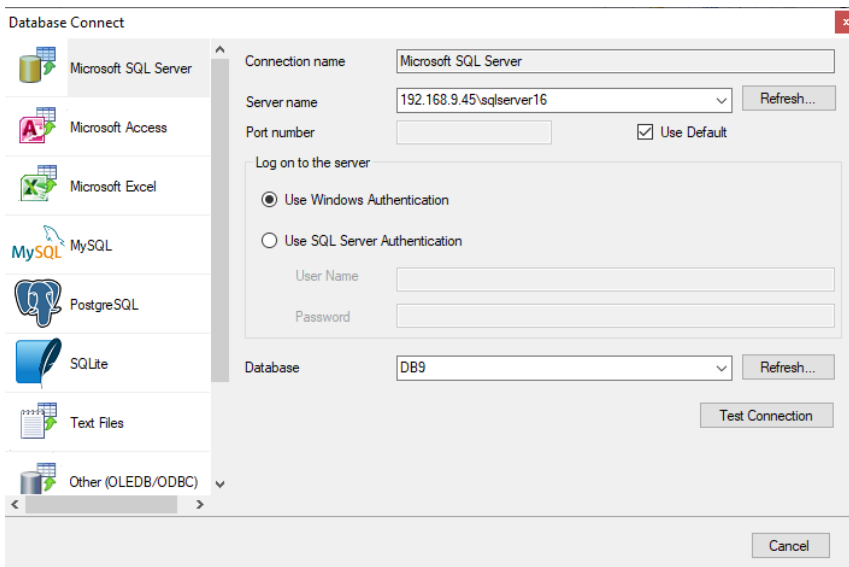 Database Connect
x
Microsoft SQL Server
Microsoft Access
Microsoft Excel
MySQL MySQL
PostgreSQL
SQLite
Text Files
Other (OLEDB/ODBC)
Connection name Microsoft SQL Server
Server name 192.168.9.45\sqlserver16 Refresh...
Port number Use Default
Log on to the server
Use Windows Authentication
Use SQL Server Authentication
User Name
Password
Database DB9 Refresh...
Test Connection
Cancel